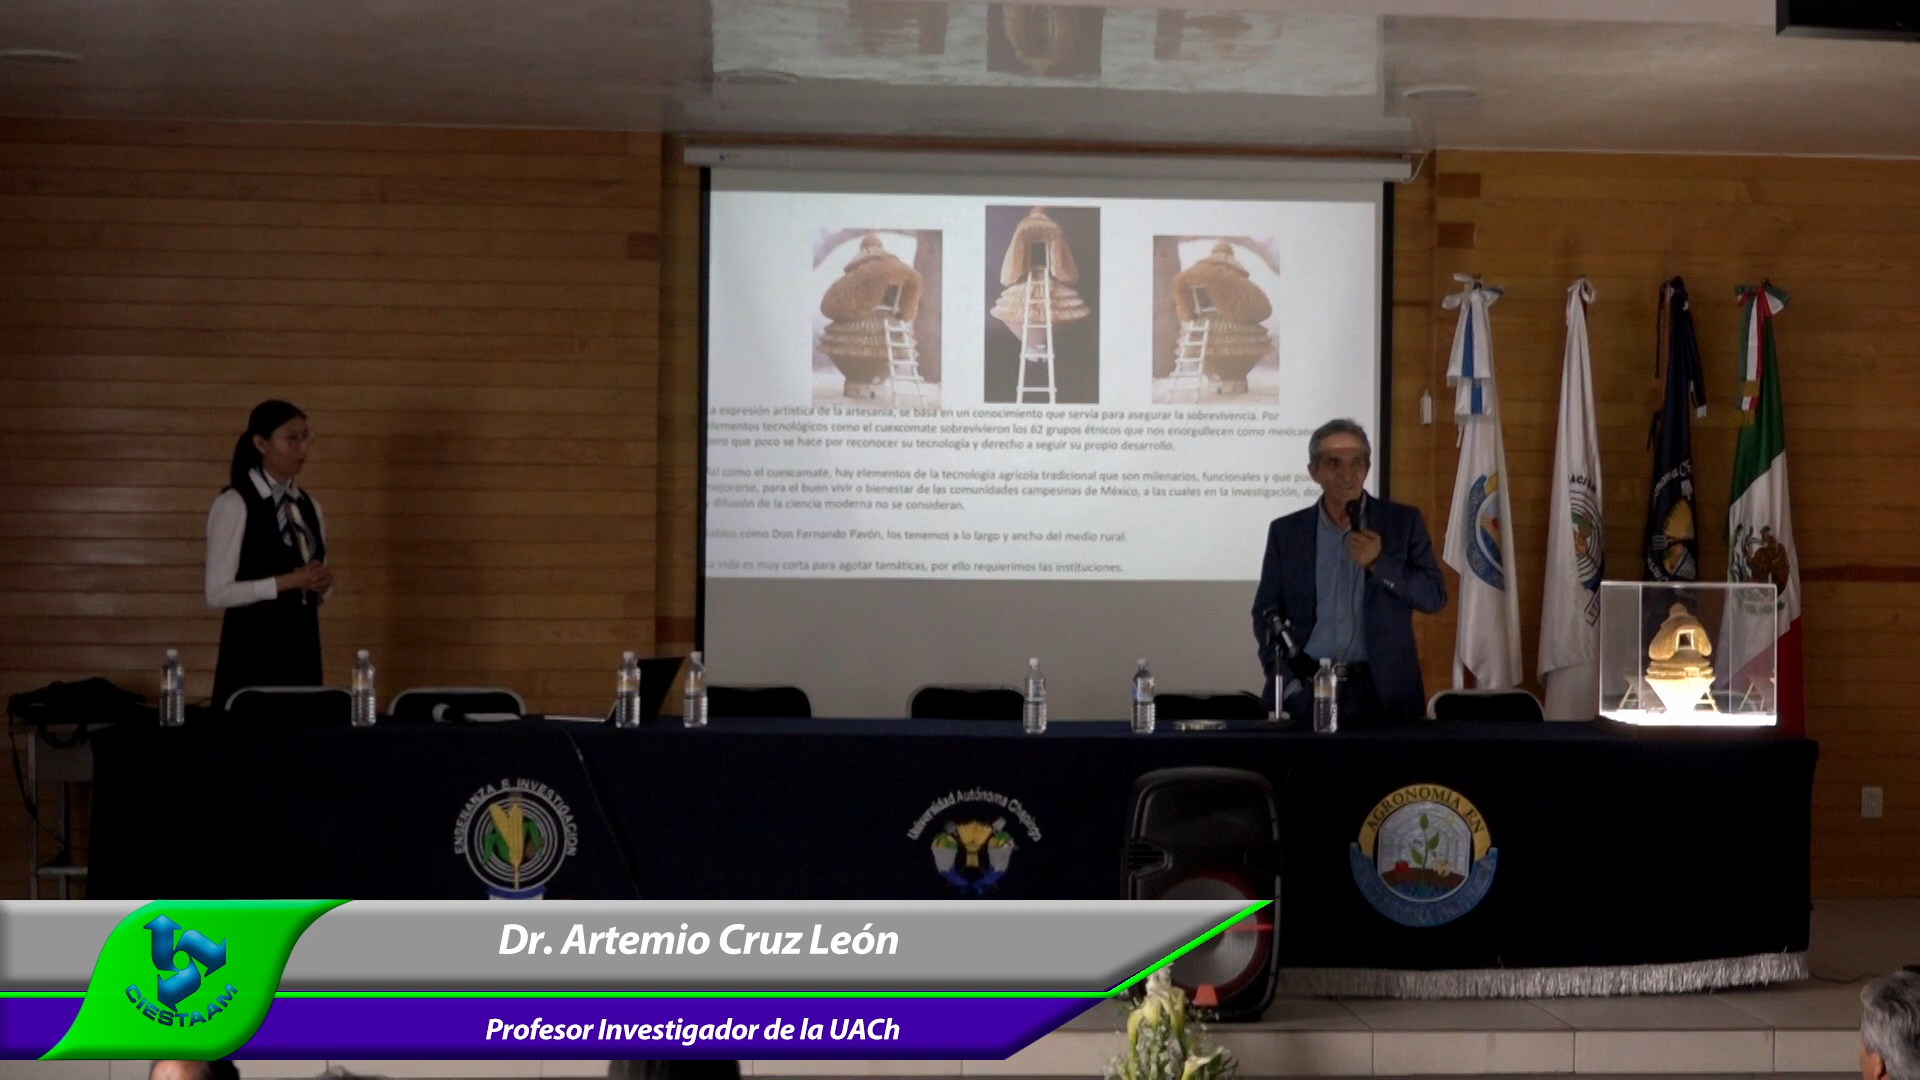 La expresión artística de la artesanía, se basa en un conocimiento que servía para asegurar la sobrevivencia. Por
elementos tecnológicos como el cuexcomate sobrevivieron los 62 grupos étnicos que nos enorgullecen como mexicanos
pero que poco se hace por reconocer su tecnología y derecho a seguir su propio desarrollo.
Así como el cuexcamate, hay elementos de la tecnología agrícola tradicional que son milenarios, funcionales y que
mejorarse, para el buen vivir o bienestar de las comunidades campesinas de México, a las cuales en la Investigación,
difusión de la ciencia moderna no se consideran.
Sabios como Don Fernando Pavón, los tenemos a lo largo y ancho del medio rural.
La vida es muy corta para agotar tamáticas, por ello requierimos las instituciones.
ENSEÑANZA E INVESTIGACION
Universidad Autónoma Chapingo
AGRONOMÍA EN
CIESTAAM
Dr. Artemio Cruz León
Profesor Investigador de la UACh